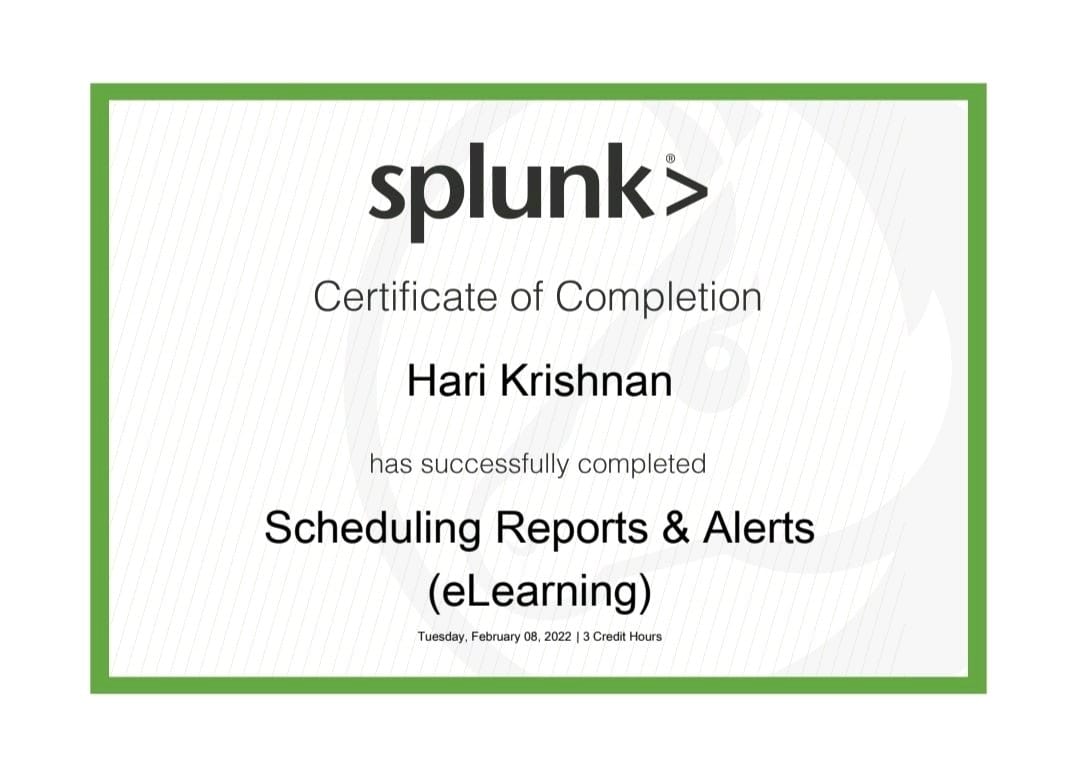 splunk>®
Certificate of Completion
Hari Krishnan
has successfully completed
Scheduling Reports & Alerts
(eLearning)
Tuesday, February 08, 2022 | 3 Credit Hours